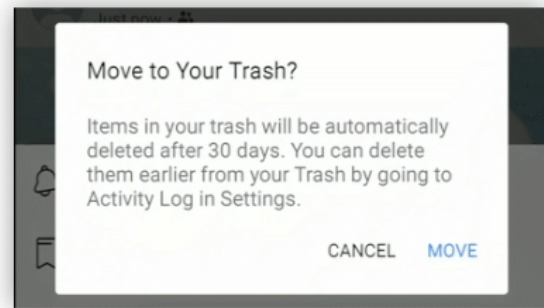 Just now
Move to Your Trash?
Items in your trash will be automatically
deleted after 30 days. You can delete
them earlier from your Trash by going to
Activity Log in Settings.
CANCEL MOVE